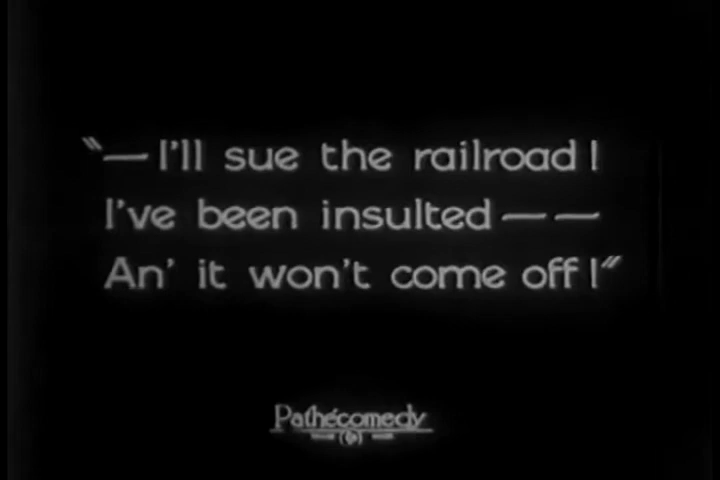 "—I'll sue the railroad!
I've been insulted — —
An' it won't come off!"
Pathécomedy